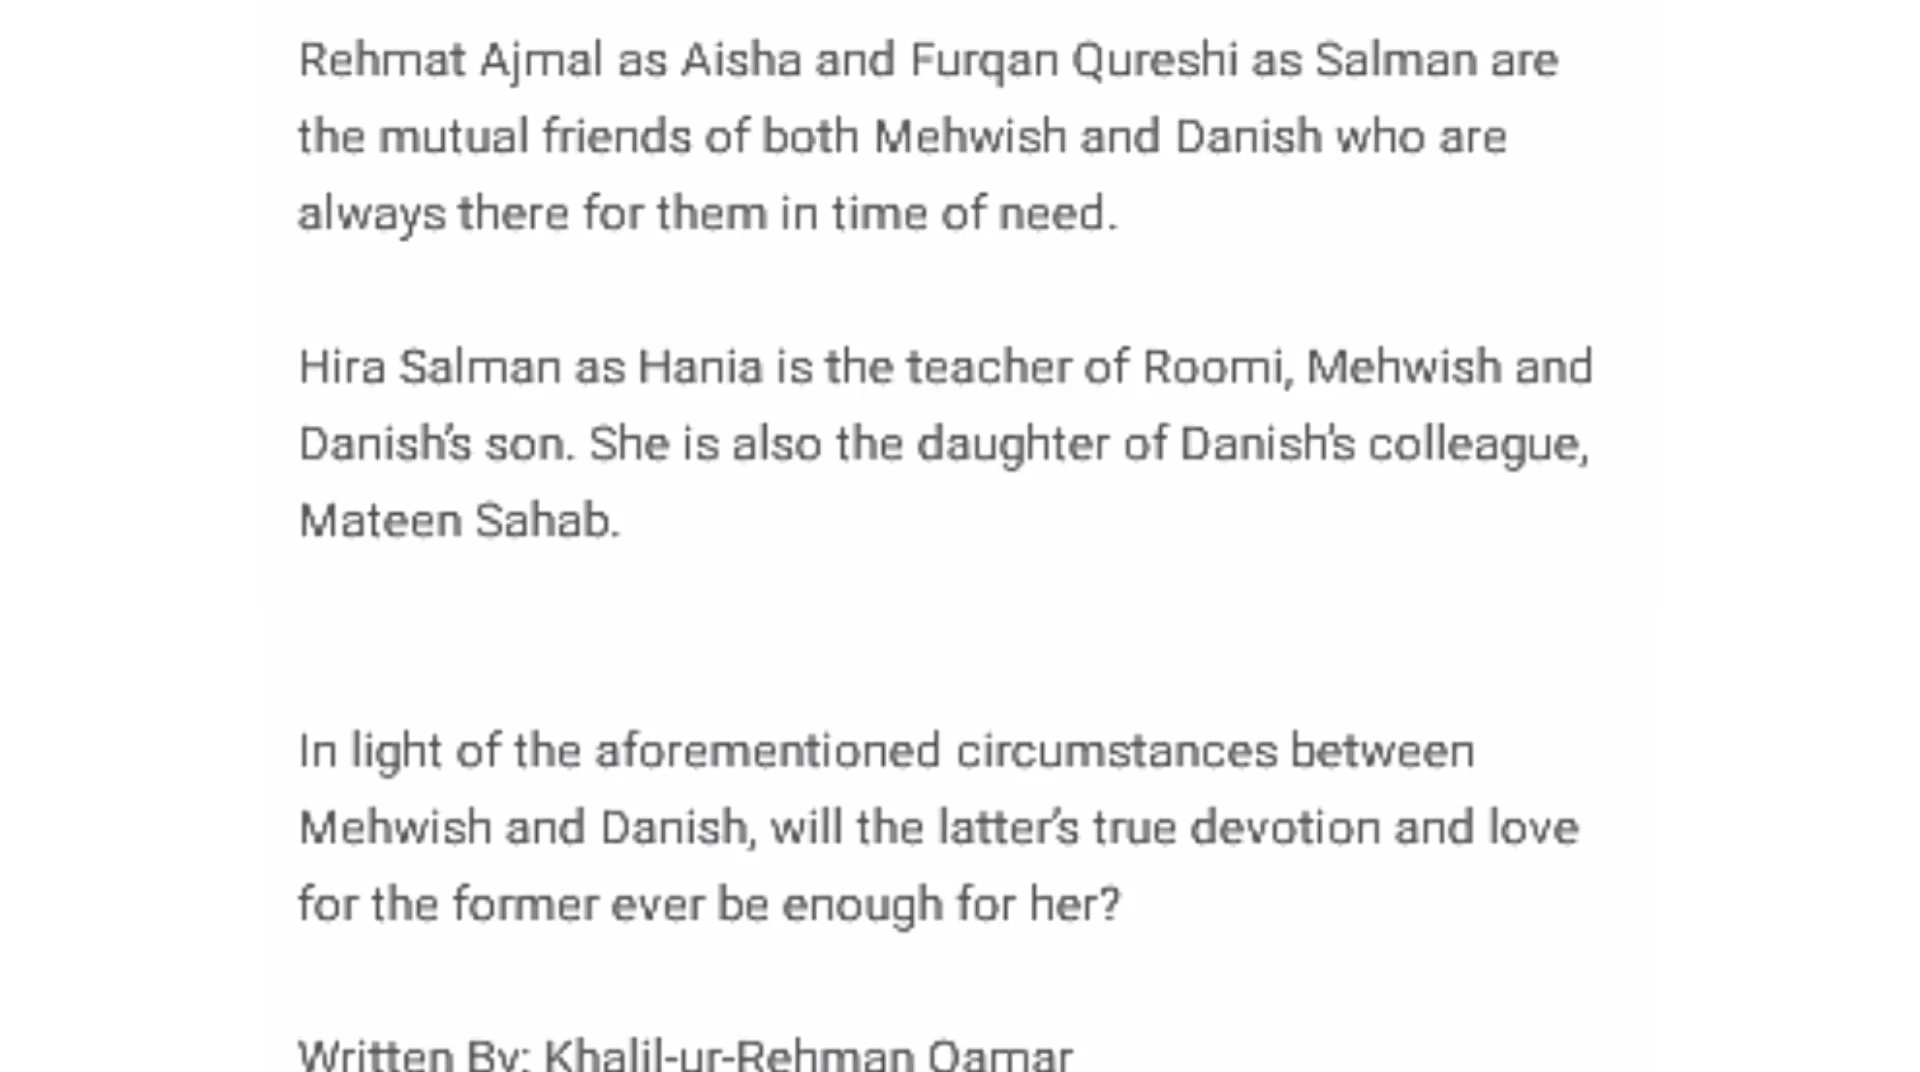 Rehmat Ajmal as Aisha and Furqan Qureshi as Salman are
the mutual friends of both Mehwish and Danish who are
always there for them in time of need.
Hira Salman as Hania is the teacher of Roomi, Mehwish and
Danish's son. She is also the daughter of Danish's colleague,
Mateen Sahab.
In light of the aforementioned circumstances between
Mehwish and Danish, will the latter's true devotion and love
for the former ever be enough for her?
Written By: Khalil-ur-Rehman Qamar